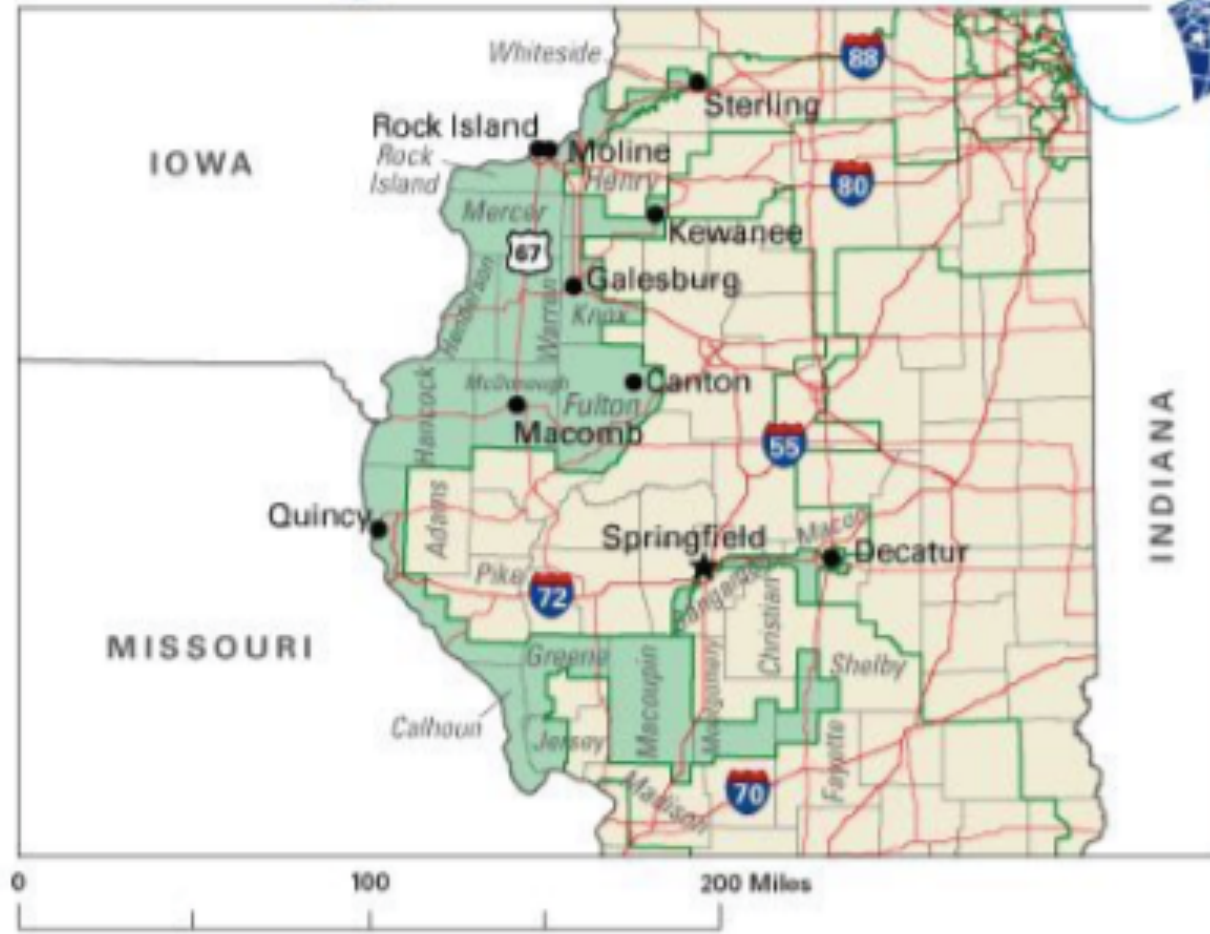 Whiteside
88
Sterling
Rock Island
Moline
IOWA
Rock
Island
Henry
80
Mercer
Kewanee
67
Galesburg
Henderson
Warren
Knox
McDonough
Canton
Hancock
Fulton
Macomb
55
INDIANA
Adams
Quincy
Springfield
Macon
Decatur
Pike
72
Sangamon
Christian
MISSOURI
Greene
Macoupin
Montgomery
Shelby
Calhoun
Jersey
Fayette
Madison
70
0
100
200 Miles